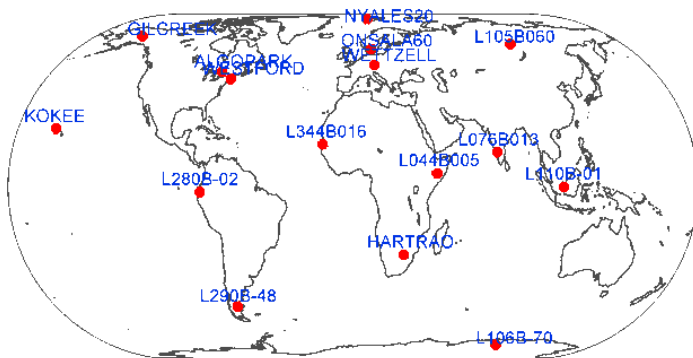 NYALES20
GILCREEK
L105B060
ONSALA60
WETTZELL
ALGOPARK
WESTFORD
KOKEE
L344B016
L076B013
L044B005
L280B-02
L110B-01
HARTRAO
L290B-48
L106B-70